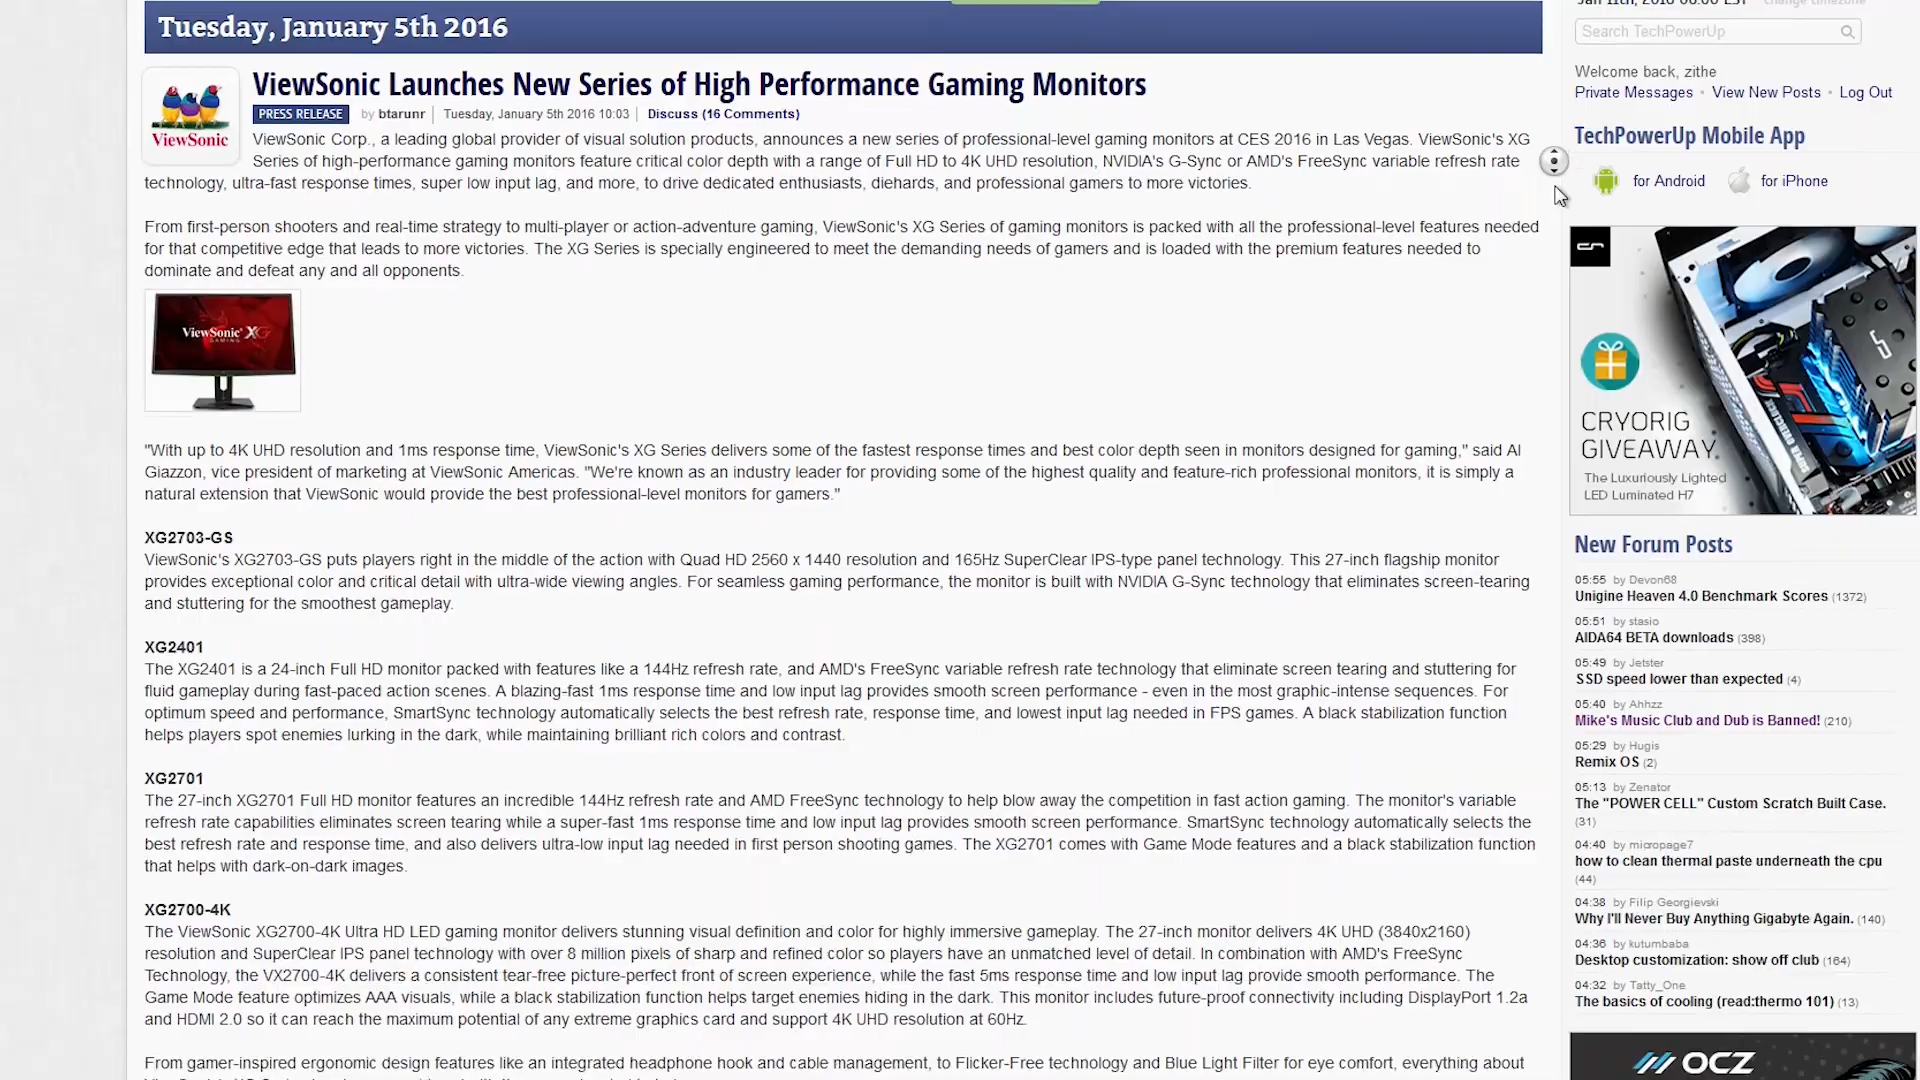 Tuesday, January 5th 2016
ViewSonic Launches New Series of High Performance Gaming Monitors
PRESS RELEASE by btarunr Tuesday, January 5th 2016 10:03 Discuss (16 Comments)
ViewSonic
ViewSonic Corp., a leading global provider of visual solution products, announces a new series of professional-level gaming monitors at CES 2016 in Las Vegas. ViewSonic's XG
Series of high-performance gaming monitors feature critical color depth with a range of Full HD to 4K UHD resolution, NVIDIA's G-Sync or AMD's FreeSync variable refresh rate
technology, ultra-fast response times, super low input lag, and more, to drive dedicated enthusiasts, diehards, and professional gamers to more victories.
From first-person shooters and real-time strategy to multi-player or action-adventure gaming, ViewSonic's XG Series of gaming monitors is packed with all the professional-level features needed
for that competitive edge that leads to more victories. The XG Series is specially engineered to meet the demanding needs of gamers and is loaded with the premium features needed to
dominate and defeat any and all opponents.
ViewSonic XG
GAMING
"With up to 4K UHD resolution and 1ms response time, ViewSonic's XG Series delivers some of the fastest response times and best color depth seen in monitors designed for gaming," said Al
Giazzon, vice president of marketing at ViewSonic Americas. "We're known as an industry leader for providing some of the highest quality and feature-rich professional monitors, it is simply a
natural extension that ViewSonic would provide the best professional-level monitors for gamers."
XG2703-GS
ViewSonic's XG2703-GS puts players right in the middle of the action with Quad HD 2560 x 1440 resolution and 165Hz SuperClear IPS-type panel technology. This 27-inch flagship monitor
provides exceptional color and critical detail with ultra-wide viewing angles. For seamless gaming performance, the monitor is built with NVIDIA G-Sync technology that eliminates screen-tearing
and stuttering for the smoothest gameplay.
XG2401
The XG2401 is a 24-inch Full HD monitor packed with features like a 144Hz refresh rate, and AMD's FreeSync variable refresh rate technology that eliminate screen tearing and stuttering for
fluid gameplay during fast-paced action scenes. A blazing-fast 1ms response time and low input lag provides smooth screen performance - even in the most graphic-intense sequences. For
optimum speed and performance, SmartSync technology automatically selects the best refresh rate, response time, and lowest input lag needed in FPS games. A black stabilization function
helps players spot enemies lurking in the dark, while maintaining brilliant rich colors and contrast.
XG2701
The 27-inch XG2701 Full HD monitor features an incredible 144Hz refresh rate and AMD FreeSync technology to help blow away the competition in fast action gaming. The monitor's variable
refresh rate capabilities eliminates screen tearing while a super-fast 1ms response time and low input lag provides smooth screen performance. SmartSync technology automatically selects the
best refresh rate and response time, and also delivers ultra-low input lag needed in first person shooting games. The XG2701 comes with Game Mode features and a black stabilization function
that helps with dark-on-dark images.
XG2700-4K
The ViewSonic XG2700-4K Ultra HD LED gaming monitor delivers stunning visual definition and color for highly immersive gameplay. The 27-inch monitor delivers 4K UHD (3840x2160)
resolution and SuperClear IPS panel technology with over 8 million pixels of sharp and refined color so players have an unmatched level of detail. In combination with AMD's FreeSync
Technology, the VX2700-4K delivers a consistent tear-free picture-perfect front of screen experience, while the fast 5ms response time and low input lag provide smooth performance. The
Game Mode feature optimizes AAA visuals, while a black stabilization function helps target enemies hiding in the dark. This monitor includes future-proof connectivity including DisplayPort 1.2a
and HDMI 2.0 so it can reach the maximum potential of any extreme graphics card and support 4K UHD resolution at 60Hz.
From gamer-inspired ergonomic design features like an integrated headphone hook and cable management, to Flicker-Free technology and Blue Light Filter for eye comfort, everything about
Search TechPowerUp
Welcome back, zithe
Private Messages • View New Posts • Log Out
TechPowerUp Mobile App
for Android for iPhone
CRYORIG
GIVEAWAY.
The Luxuriously Lighted
LED Luminated H7
New Forum Posts
05:55 by Devon68
Unigine Heaven 4.0 Benchmark Scores (1372)
05:51 by stasio
AIDA64 BETA downloads (398)
05:49 by Jetster
SSD speed lower than expected (4)
05:40 by Ahhzz
Mike's Music Club and Dub is Banned! (210)
05:29 by Hugis
Remix OS (2)
05:13 by Zenator
The "POWER CELL" Custom Scratch Built Case.
(31)
04:40 by micropage7
how to clean thermal paste underneath the cpu
(44)
04:38 by Filip Georgievski
Why I'll Never Buy Anything Gigabyte Again. (140)
04:36 by kutumbaba
Desktop customization: show off club (164)
04:32 by Tatty_One
The basics of cooling (read:thermo 101) (13)
OCZ